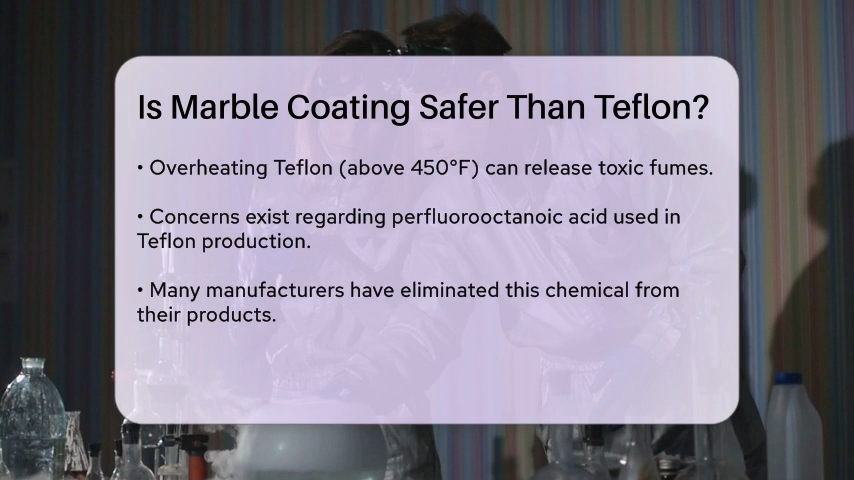 Is Marble Coating Safer Than Teflon?
• Overheating Teflon (above 450°F) can release toxic fumes.
• Concerns exist regarding perfluorooctanoic acid used in
Teflon production.
• Many manufacturers have eliminated this chemical from
their products.